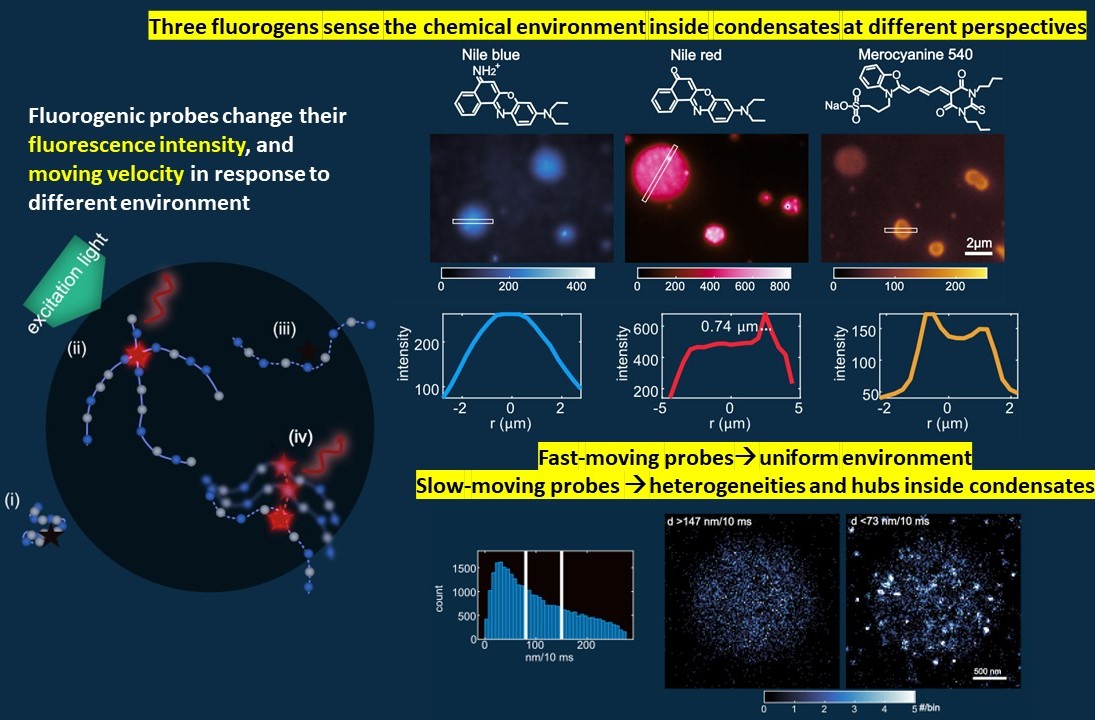 Three fluorogens sense the chemical environment inside condensates at different perspectives
Fluorogenic probes change their
fluorescence intensity, and
moving velocity in response to
different environment
excitation light
(i)
(ii)
(iii)
(iv)
Nile blue
NH2+
O
N
N
Nile red
O
O
N
N
Merocyanine 540
O
N
NaO
S
O
O
O
N
S
N
O
2μm
0 200 400
0 200 400 600 800
0 100 200
intensity
200
100
-2 0 2
r (μm)
intensity
600
400
200
0.74 μm
-5 0 5
r (μm)
intensity
150
100
50
-2 0 2
r (μm)
Fast-moving probes→uniform environment
Slow-moving probes →heterogeneities and hubs inside condensates
count
1500
1000
500
0
0 100 200
nm/10 ms
d >147 nm/10 ms
d <73 nm/10 ms
500 nm
0 1 2 3 4 5 #/bin